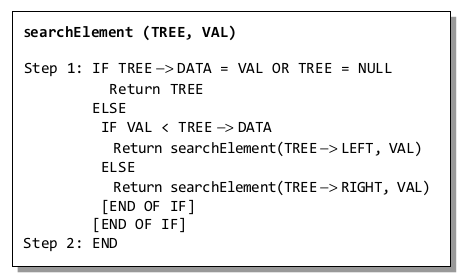 searchElement (TREE, VAL)
Step 1: IF TREE–>DATA = VAL OR TREE = NULL
Return TREE
ELSE
IF VAL < TREE–>DATA
Return searchElement(TREE–>LEFT, VAL)
ELSE
Return searchElement(TREE–>RIGHT, VAL)
[END OF IF]
[END OF IF]
Step 2: END